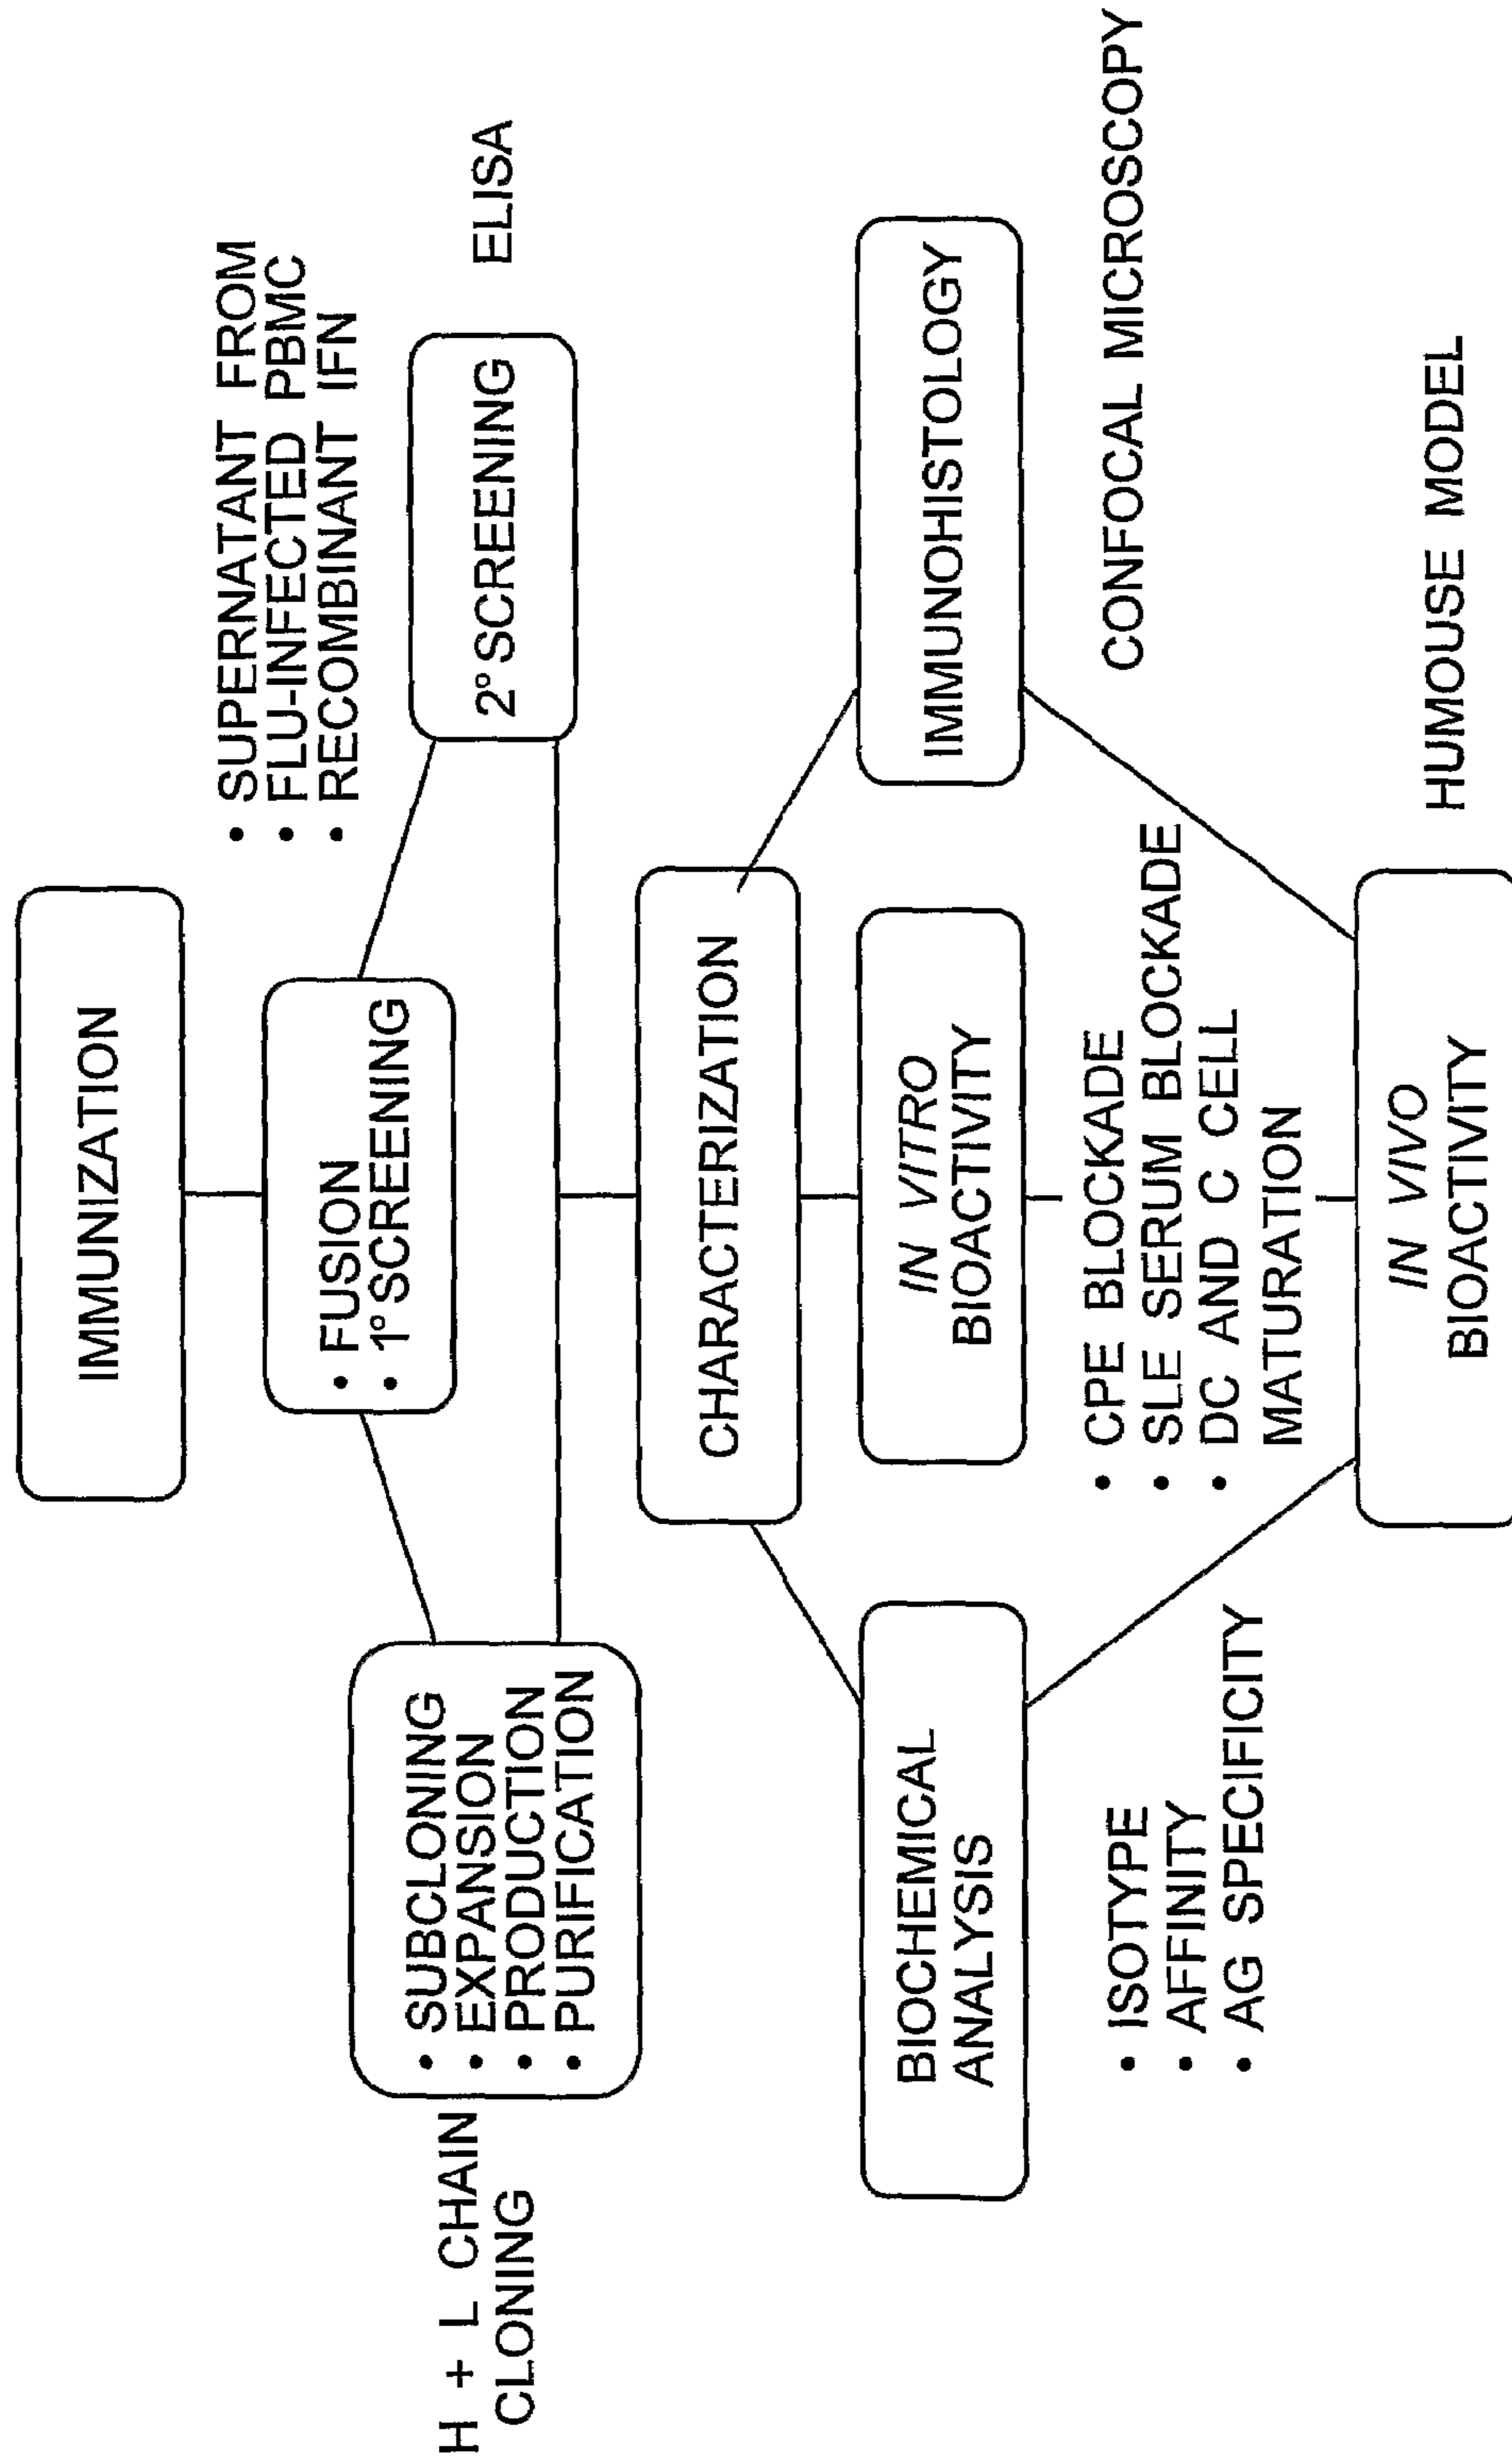 IMMUNIZATION
• SUPERNATANT FROM
• FLU-INFECTED PBMC
• RECOMBINANT IFN
• FUSION
• 1° SCREENING
H + L CHAIN
CLONING
• SUBCLONING
• EXPANSION
• PRODUCTION
• PURIFICATION
2° SCREENING
ELISA
CHARACTERIZATION
BIOCHEMICAL
ANALYSIS
IN VITRO
BIOACTIVITY
IMMUNOHISTOLOGY
• ISOTYPE
• AFFINITY
• AG SPECIFICITY
• CPE BLOCKADE
• SLE SERUM BLOCKADE
• DC AND C CELL
MATURATION
CONFOCAL MICROSCOPY
IN VIVO
BIOACTIVITY
HUMOUSE MODEL